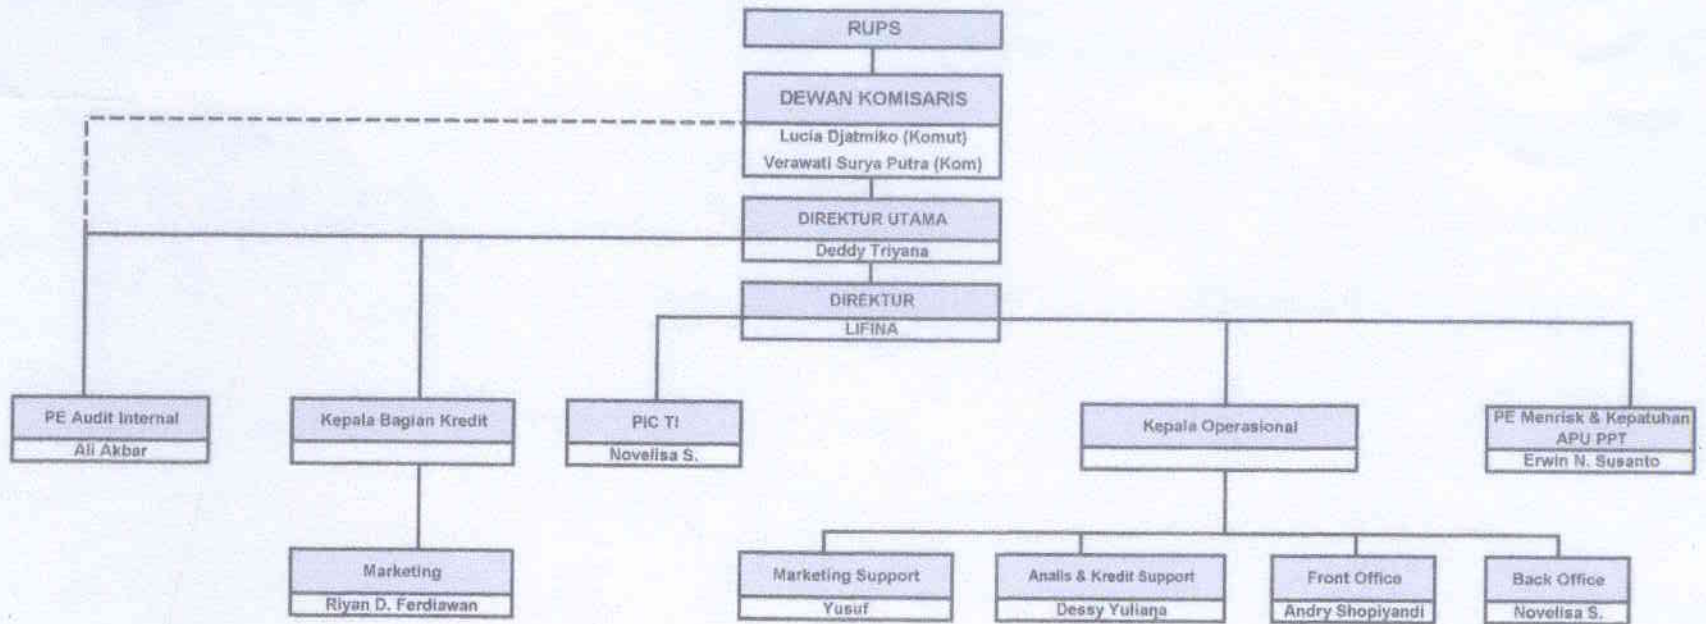 RUPS
DEWAN KOMISARIS
Lucia Djatmiko (Komut)
Verawati Surya Putra (Kom)
DIREKTUR UTAMA
Deddy Triyana
DIREKTUR
LIFINA
PE Audit Internal
Ali Akbar
Kepala Bagian Kredit
PIC TI
Novelisa S.
Kepala Operasional
PE Menrisk & Kepatuhan
APU PPT
Erwin N. Susanto
Marketing
Riyan D. Ferdiawan
Marketing Support
Yusuf
Analis & Kredit Support
Dessy Yuliana
Front Office
Andry Shopiyandi
Back Office
Novelisa S.